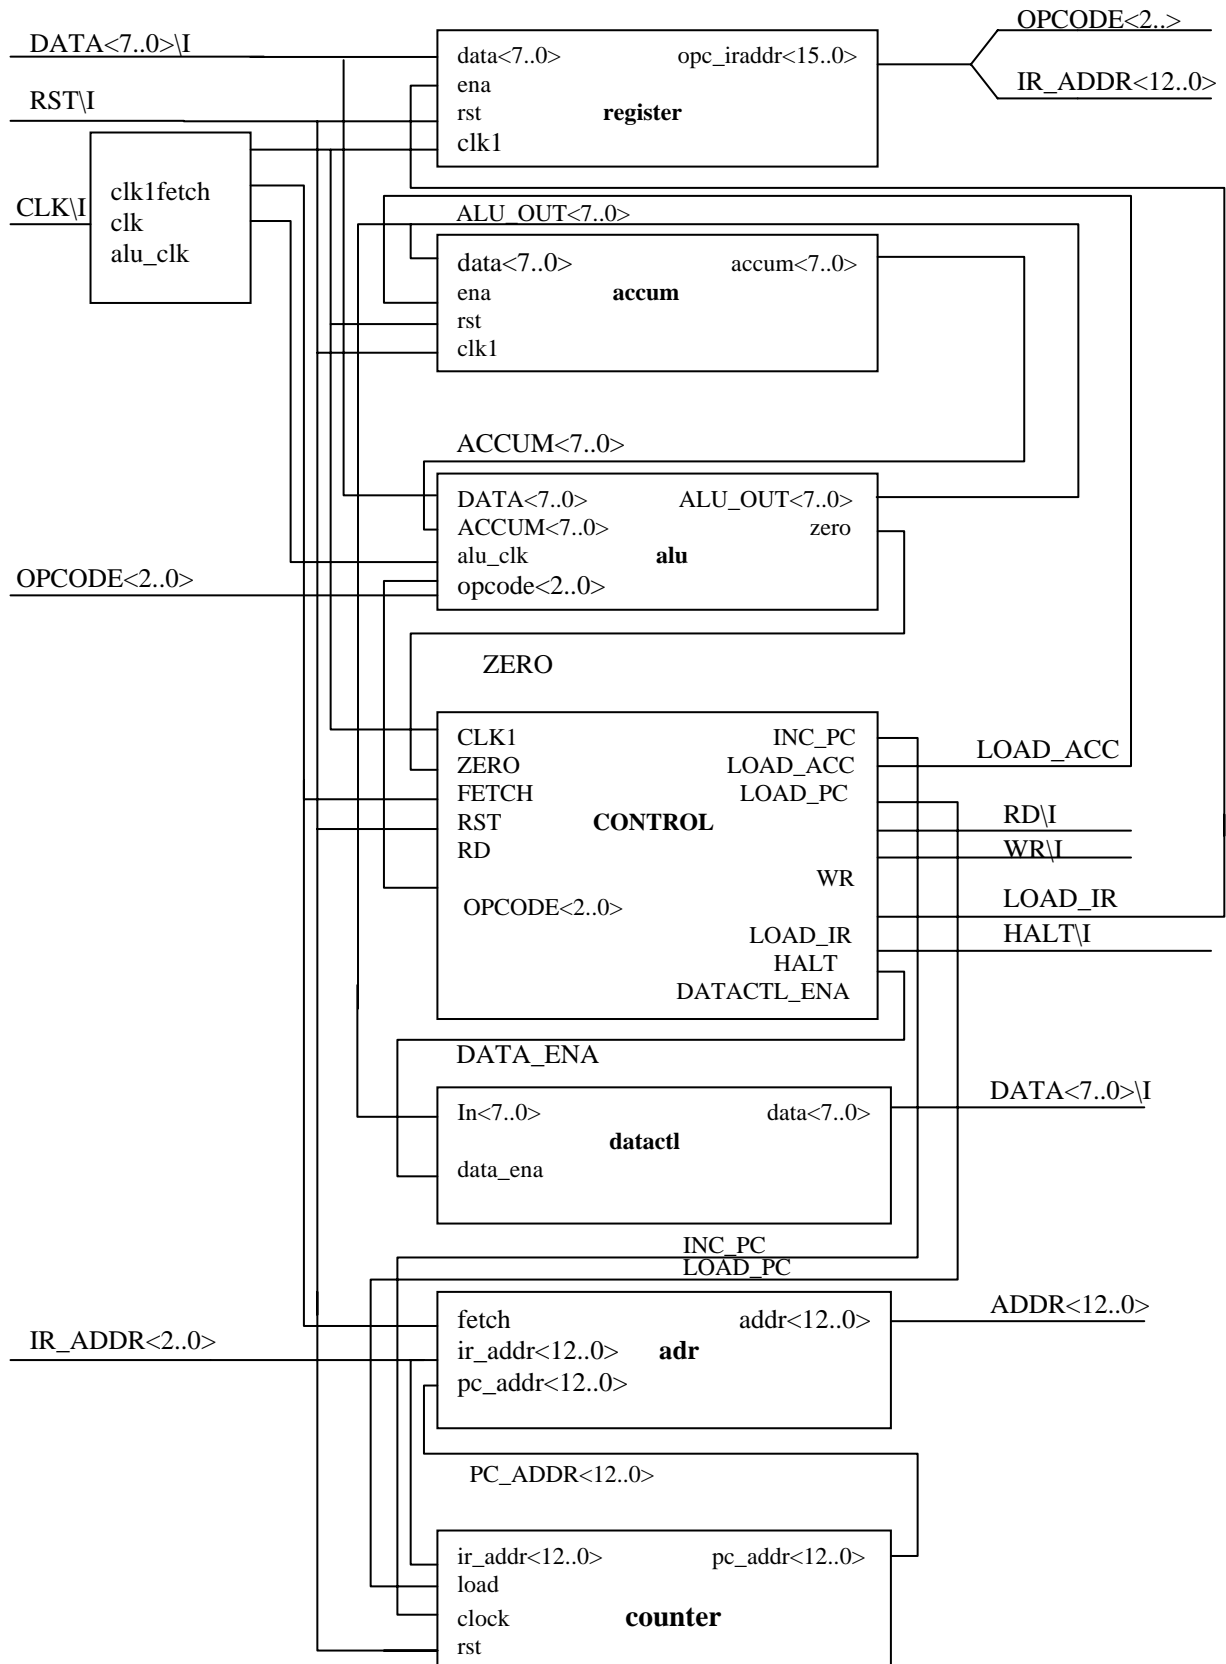 OPCODE<2..>
DATA<7..0>\I
data<7..0> opc_iraddr<15..0>
ena
IR_ADDR<12..0>
RST\I
rst register
clk1
clk1fetch
CLK\I
clk
alu_clk
ALU_OUT<7..0>
data<7..0> accum<7..0>
ena accum
rst
clk1
ACCUM<7..0>
DATA<7..0> ALU_OUT<7..0>
ACCUM<7..0> zero
alu_clk alu
OPCODE<2..0>
opcode<2..0>
ZERO
CLK1 INC_PC
LOAD_ACC
ZERO LOAD_ACC
FETCH LOAD_PC
RST CONTROL
RD\I
RD
WR\I
WR
LOAD_IR
OPCODE<2..0>
LOAD_IR
HALT\I
HALT
DATACTL_ENA
DATA_ENA
DATA<7..0>\I
In<7..0> data<7..0>
datactl
data_ena
INC_PC
LOAD_PC
ADDR<12..0>
fetch addr<12..0>
IR_ADDR<2..0>
ir_addr<12..0> adr
pc_addr<12..0>
PC_ADDR<12..0>
ir_addr<12..0> pc_addr<12..0>
load
clock counter
rst